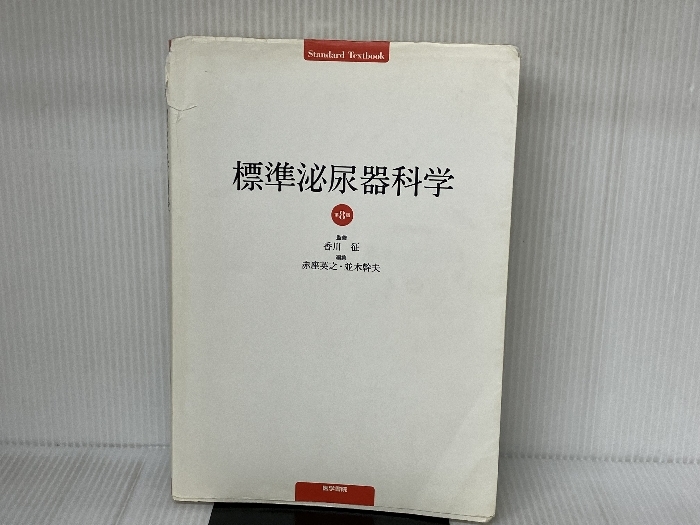 Standard Textbook
標準泌尿器科学
第8版
監修
香川 征
編集
赤座英之・並木幹夫
医学書院